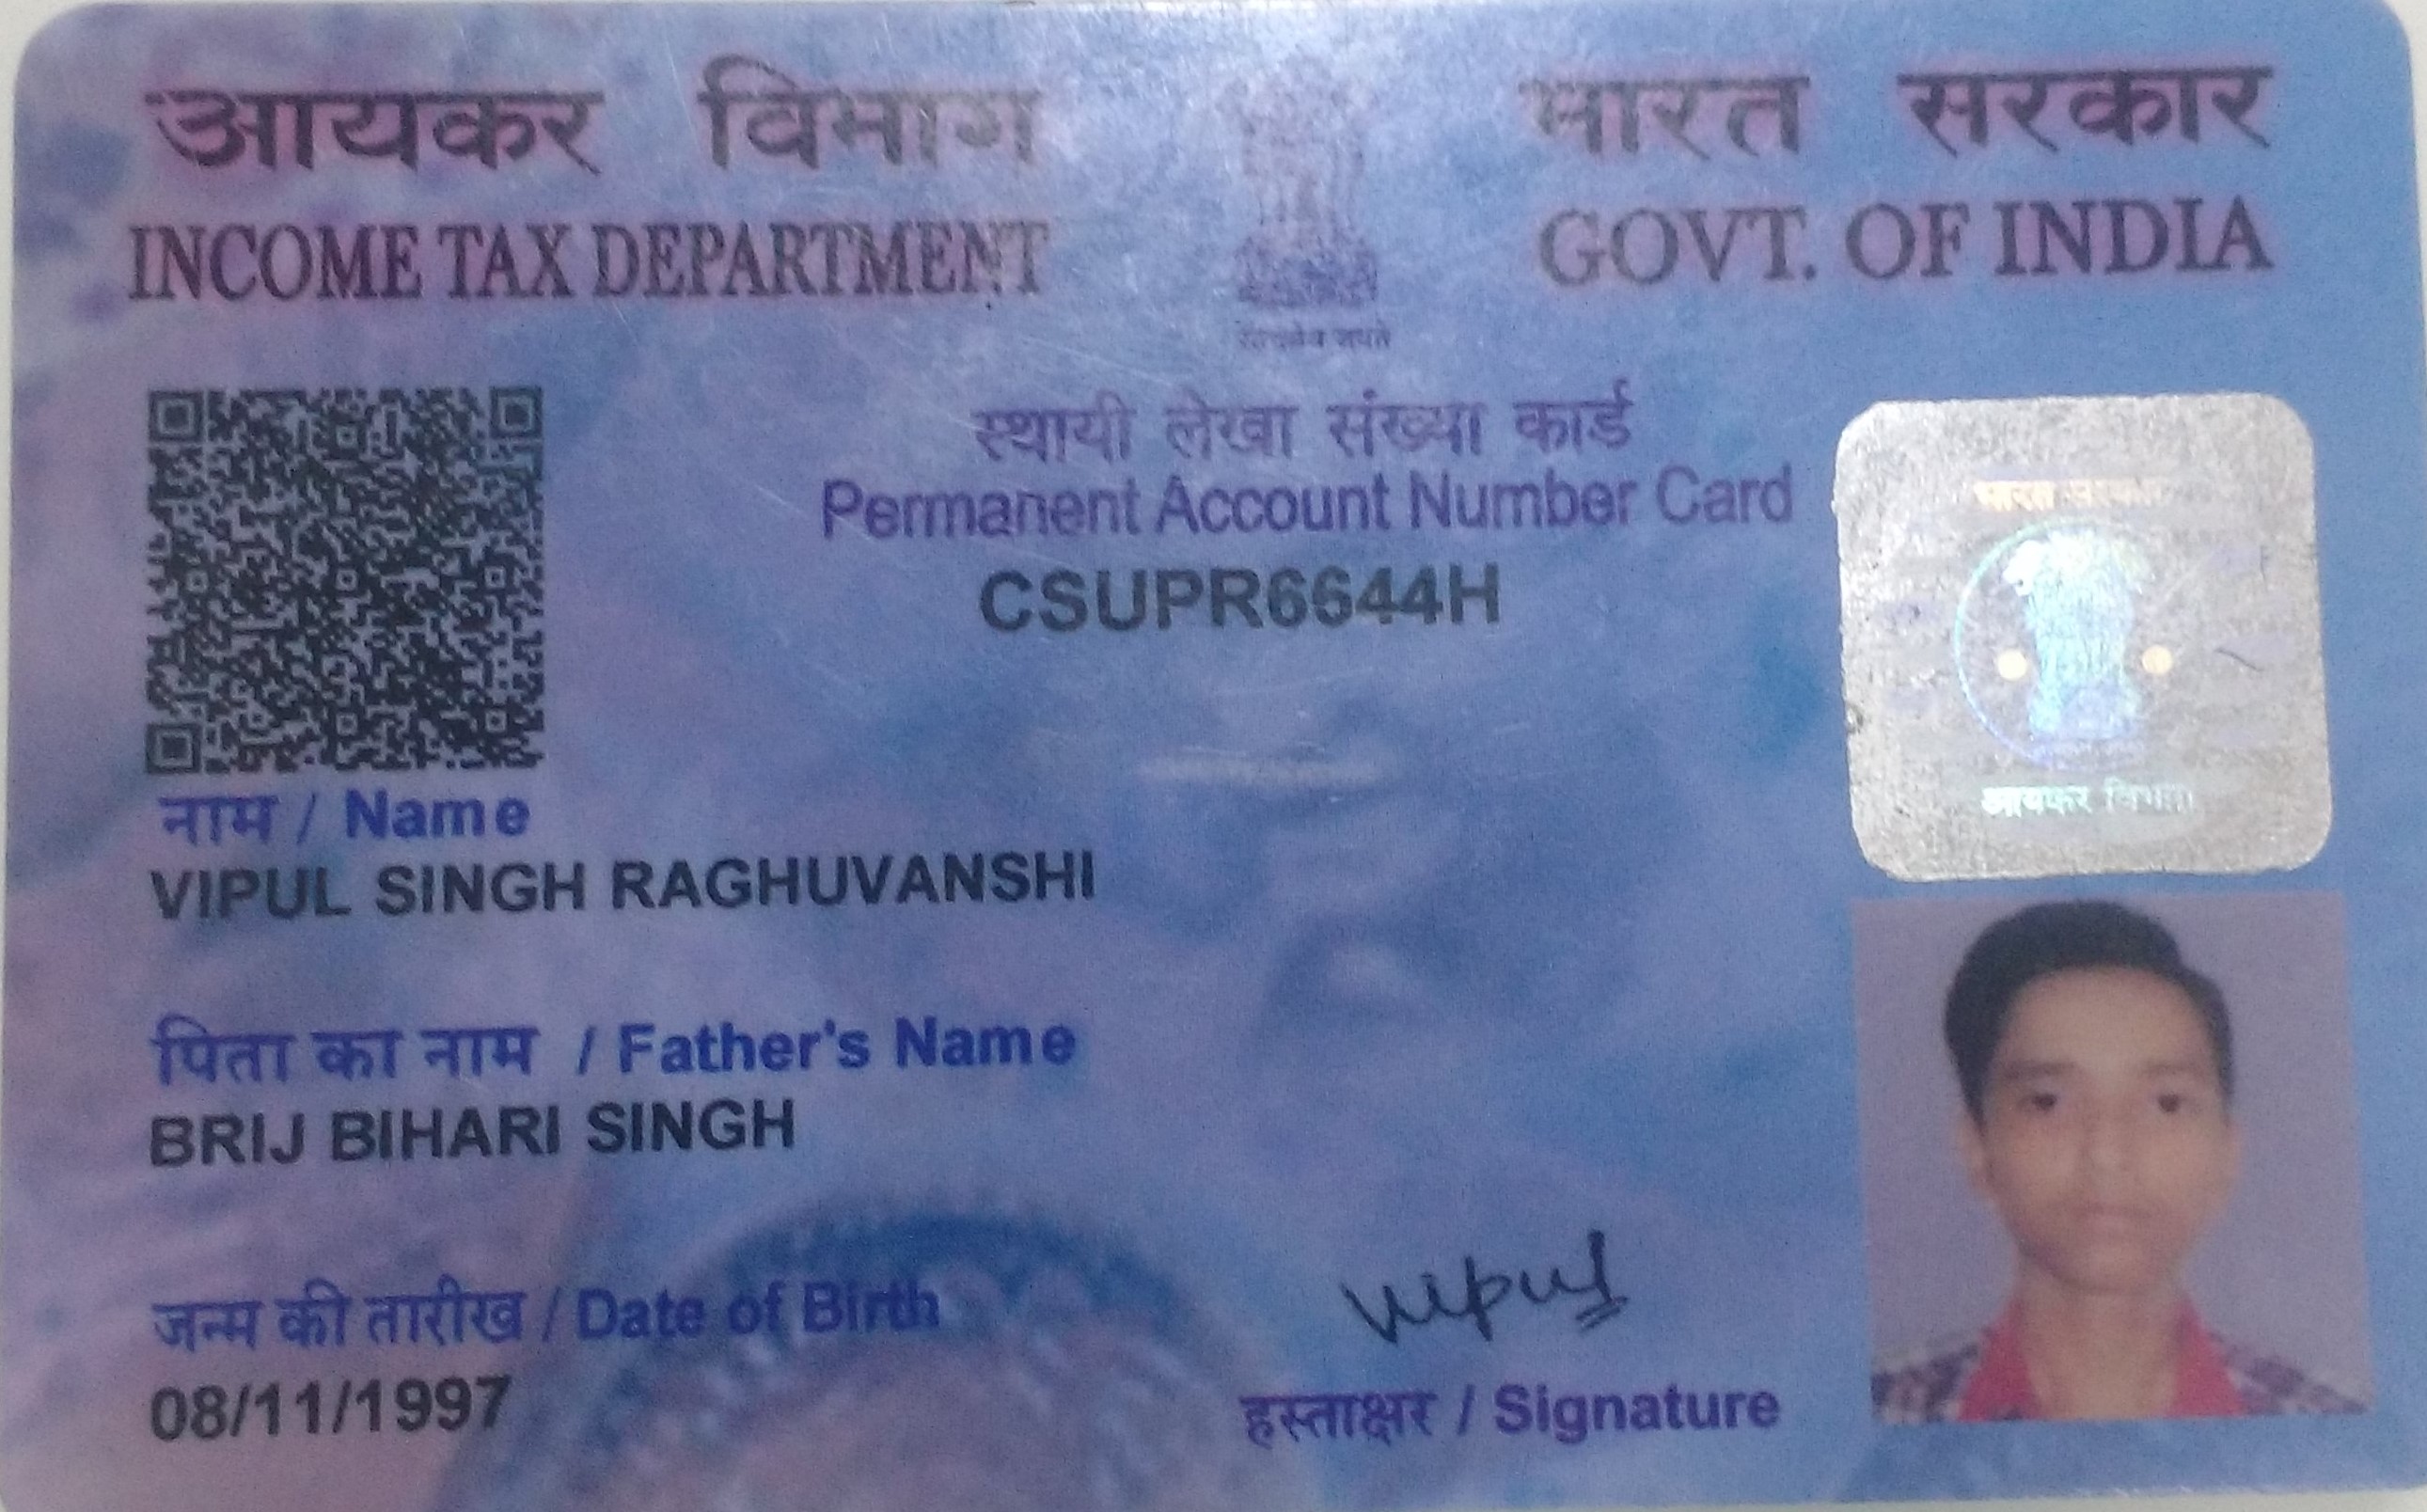 आयकर विभाग
INCOME TAX DEPARTMENT
सत्यमेव जयते
भारत सरकार
GOVT. OF INDIA
स्थायी लेखा संख्या कार्ड
Permanent Account Number Card
CSUPR6644H
भारत सरकार
आयकर विभाग
नाम / Name
VIPUL SINGH RAGHUVANSHI
पिता का नाम / Father's Name
BRIJ BIHARI SINGH
जन्म की तारीख / Date of Birth
08/11/1997
vipul
हस्ताक्षर / Signature